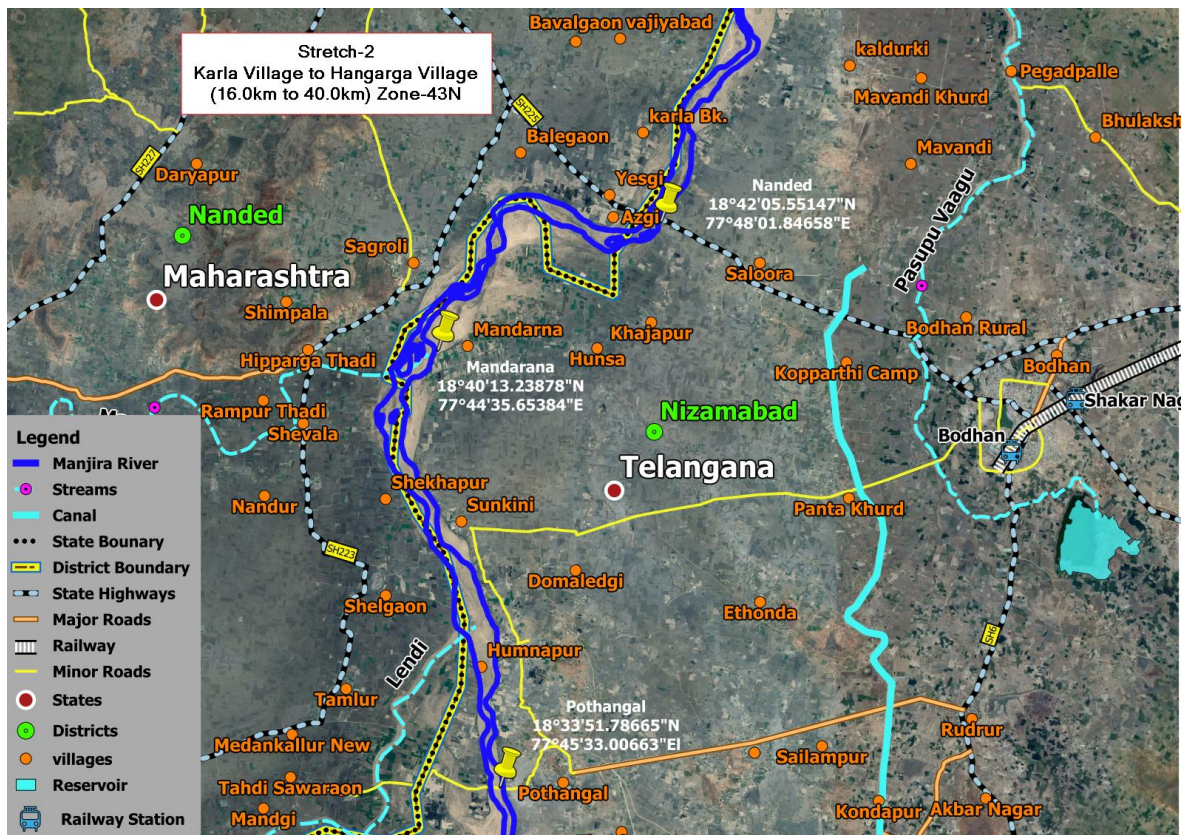 Stretch-2
Karla Village to Hangarga Village
(16.0km to 40.0km) Zone-43N
Bavalgaon vajiyabad
kaldurki
Pegadpalle
Mavandi Khurd
SH225
karla Bk.
Bhulaksh
Balegaon
SH227
Daryapur
Mavandi
Yesgi
Nanded
18°42'05.55147"N
77°48'01.84658"E
Azgi
Nanded
Pasupu Vaagu
Sagroli
Saloora
Maharashtra
Shimpala
Mandarna
Khajapur
Bodhan Rural
Hipparga Thadi
Hunsa
Bodhan
Mandarana
18°40'13.23878"N
77°44'35.65384"E
Kopparthi Camp
Rampur Thadi
Shakar Nag
Nizamabad
Shevala
Bodhan
Telangana
Shekhapur
Nandur
Sunkini
Panta Khurd
SH223
Domaledgi
Shelgaon
Ethonda
SH6
Lendi
Humnapur
Tamlur
Pothangal
18°33'51.78665"N
77°45'33.00663"El
Rudrur
Medankallur New
Sailampur
Tahdi Sawaraon
Pothangal
Mandgi
Kondapur
Akbar Nagar
Legend
Manjira River
Streams
Canal
State Bounary
District Boundary
State Highways
Major Roads
Railway
Minor Roads
States
Districts
villages
Reservoir
Railway Station